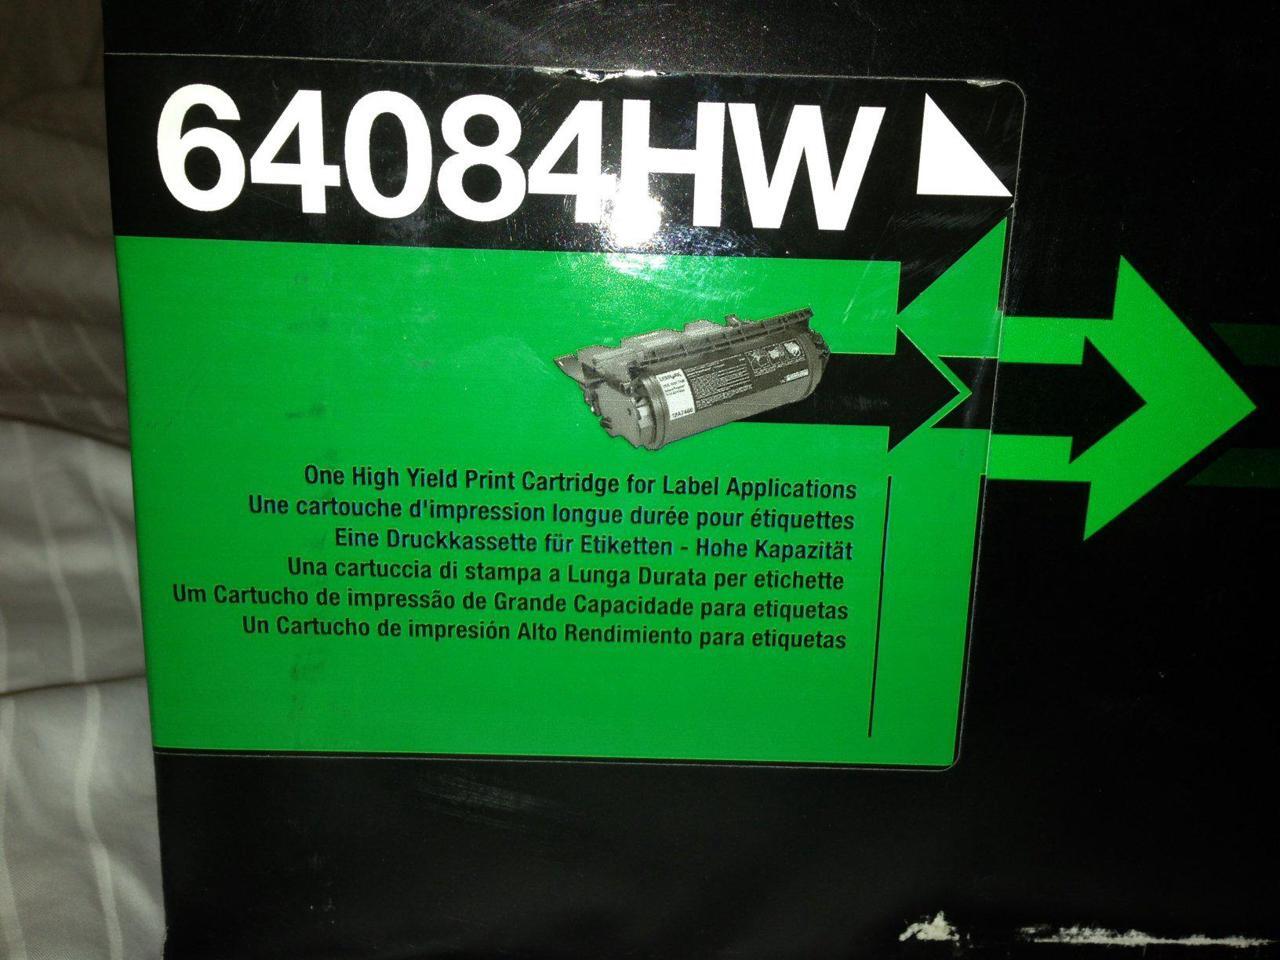 64084HW
LEXMARK
One High Yield Print Cartridge for Label Applications
Une cartouche d'impression longue durée pour étiquettes
Eine Druckkassette für Etiketten - Hohe Kapazität
Una cartuccia di stampa a Lunga Durata per etichette
Um Cartucho de impressão de Grande Capacidade para etiquetas
Un Cartucho de impresión Alto Rendimiento para etiquetas